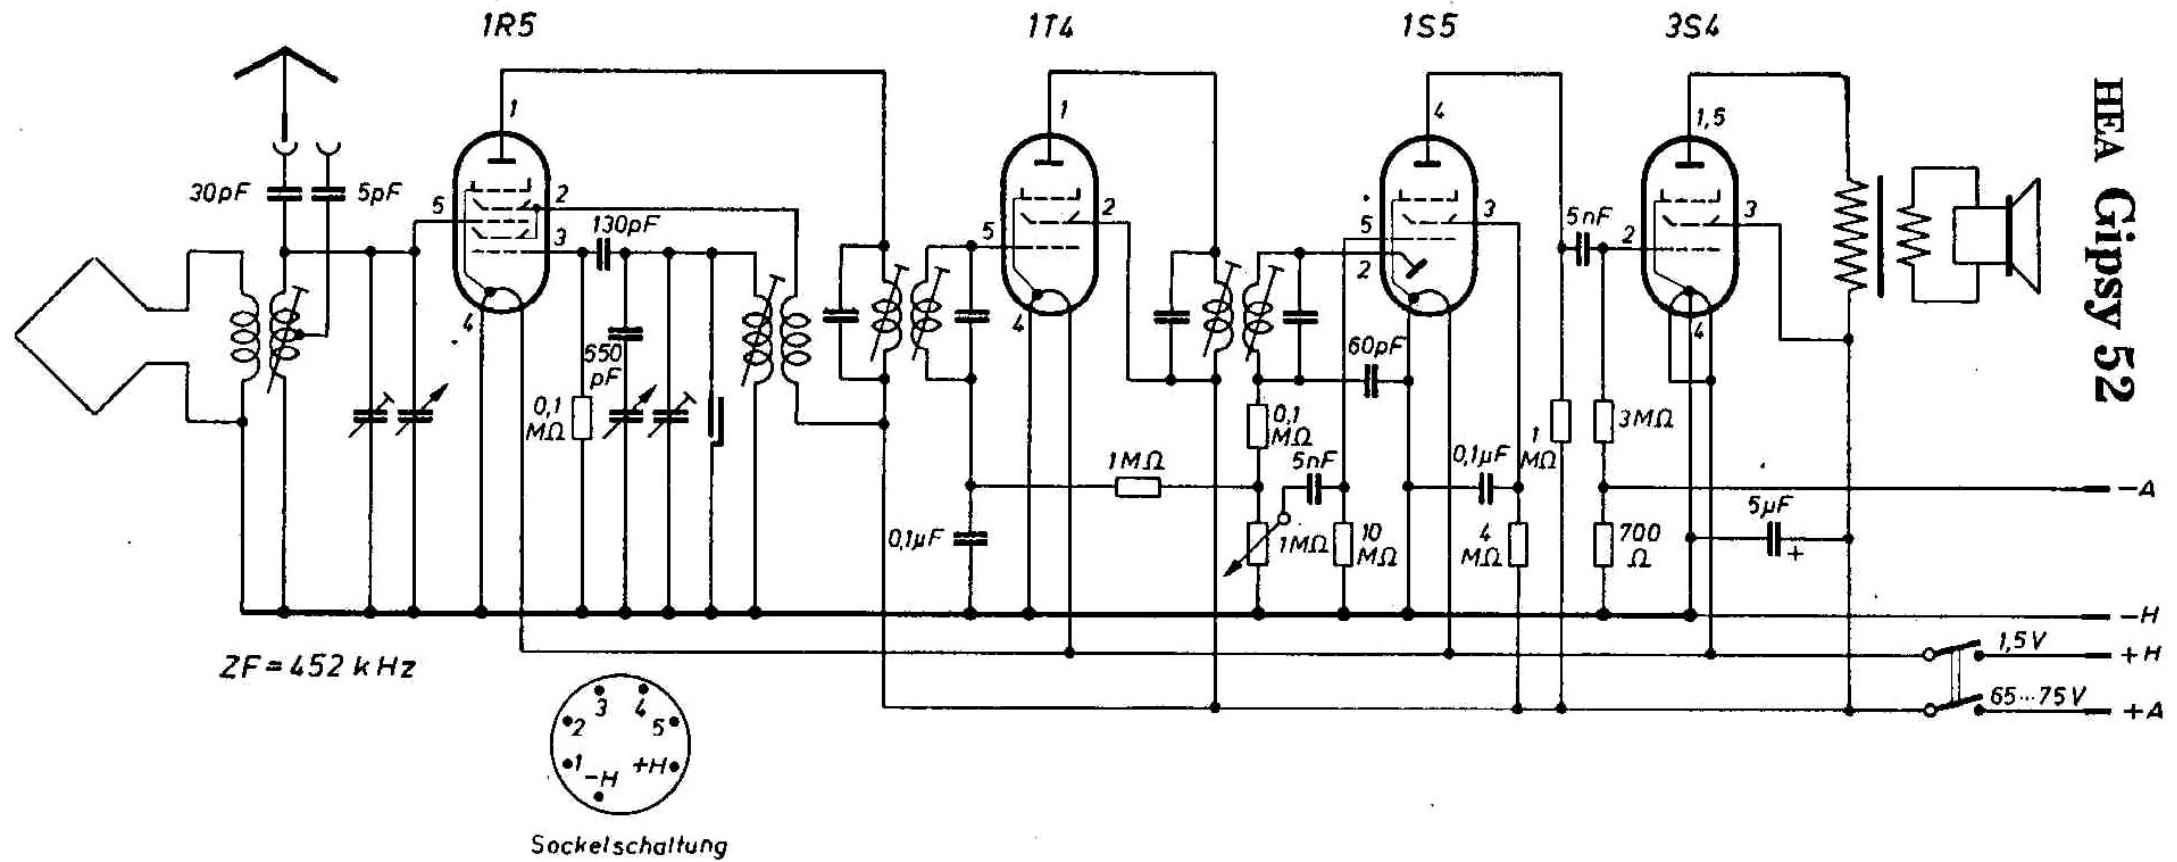 1R5
1T4
1S5
3S4
HEA Gipsy 52
1
1
4
1,5
30pF
5pF
5
2
3
4
130pF
550
pF
0,1
MΩ
5
2
4
5
2
3
60pF
0,1
MΩ
5nF
1MΩ
0,1µF
1MΩ
10
MΩ
0,1µF
4
MΩ
1
MΩ
5nF
2
3
4
3MΩ
700
Ω
5µF
+
-A
-H
1,5V
+H
65...75V
+A
ZF=452 kHz
3 4
2 5
1 -H +H
Sockelschaltung